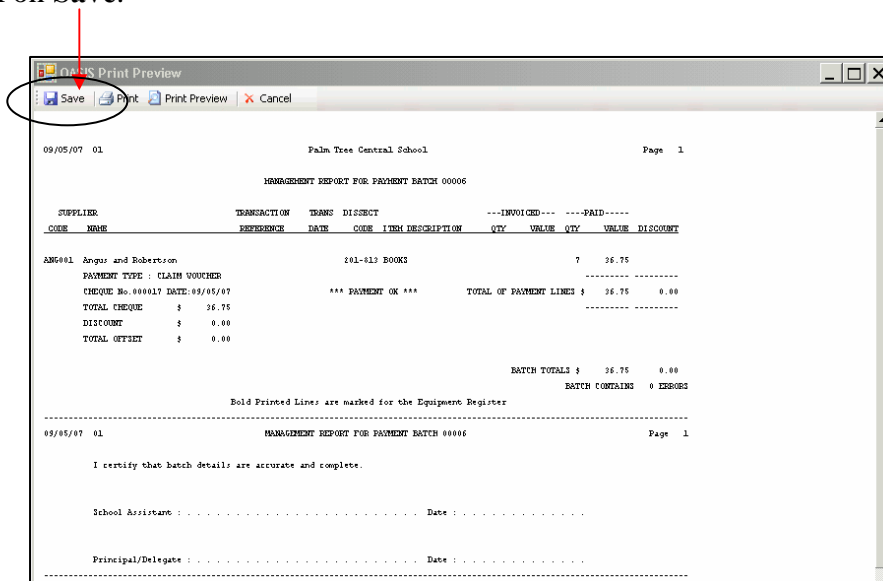 on Save.
OASIS Print Preview
Save Print Print Preview Cancel
09/05/07 01 Palm Tree Central School Page 1
MANAGEMENT REPORT FOR PAYMENT BATCH 00006
SUPPLIER TRANSACTION TRANS DISSECT ---INVOICED--- ----PAID-----
CODE NAME REFERENCE DATE CODE ITEM DESCRIPTION QTY VALUE QTY VALUE DISCOUNT
ANG001 Angus and Robertson 201-813 BOOKS 7 36.75
PAYMENT TYPE : CLAIM VOUCHER --------- ---------
CHEQUE No.000017 DATE:09/05/07 *** PAYMENT OK *** TOTAL OF PAYMENT LINES $ 36.75 0.00
TOTAL CHEQUE $ 36.75 --------- ---------
DISCOUNT $ 0.00
TOTAL OFFSET $ 0.00
BATCH TOTALS $ 36.75 0.00
BATCH CONTAINS 0 ERRORS
Bold Printed Lines are marked for the Equipment Register
09/05/07 01 MANAGEMENT REPORT FOR PAYMENT BATCH 00006 Page 1
I certify that batch details are accurate and complete.
School Assistant : . . . . . . . . . . . . . . . . . . . . . . . . . Date : . . . . . . . . . . . . .
Principal/Delegate : . . . . . . . . . . . . . . . . . . . . . . . . Date : . . . . . . . . . . . . .